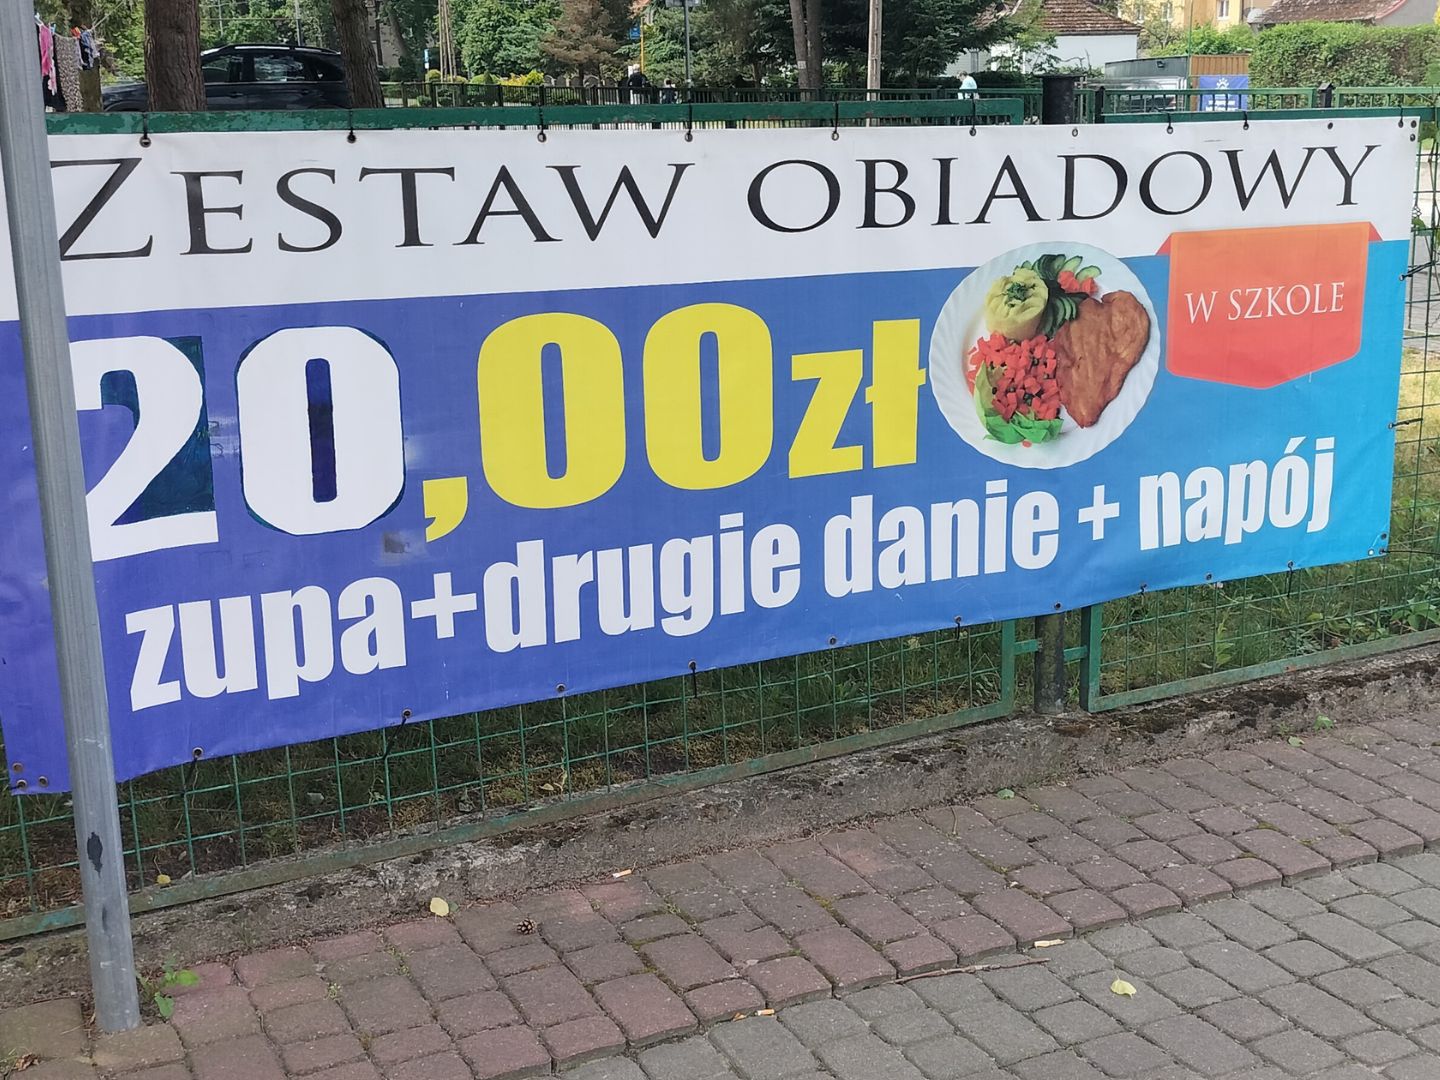 ZESTAW OBIADOWY
W SZKOLE
20,00zł
zupa+drugie danie + napój